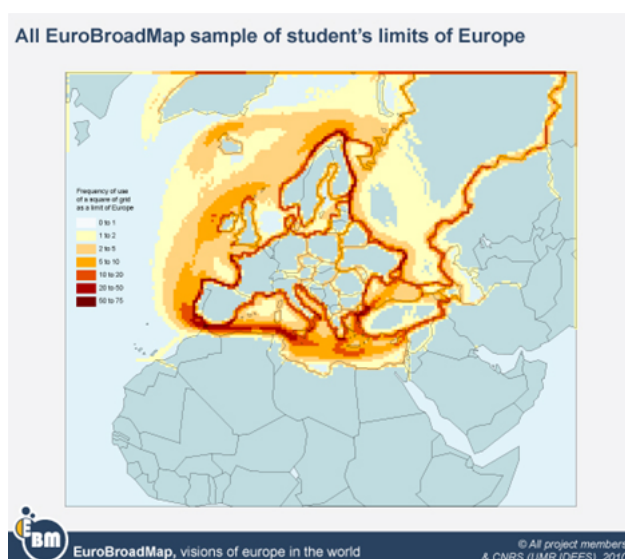 All EuroBroadMap sample of student's limits of Europe
Frequency of use
of a square of grid
as a limit of Europe
0 to 1
1 to 2
2 to 5
5 to 10
10 to 20
20 to 50
50 to 75
EBM
EuroBroadMap, visions of europe in the world
© All project members
& CNRS (UMR IDEES), 2010